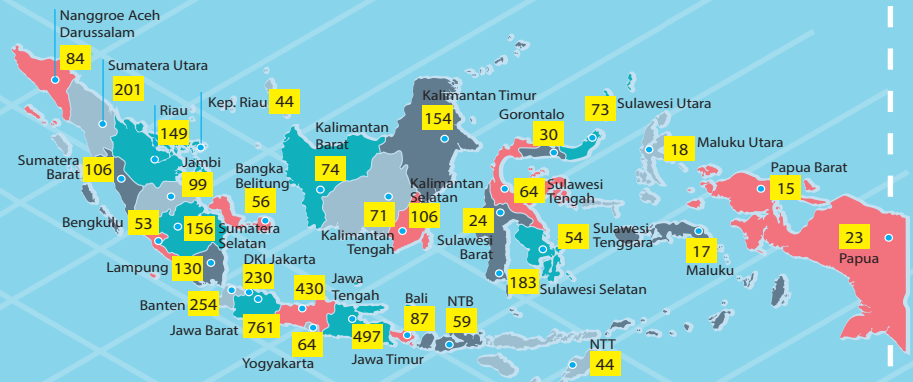 Nanggroe Aceh
Darussalam
84
Sumatera Utara
201
Riau
149
Kep. Riau
44
Sumatera
Barat
106
Jambi
99
Bangka
Belitung
56
Bengkulu
53
156
Sumatera
Selatan
Lampung
130
DKI Jakarta
230
Banten
254
Jawa Barat
761
430
Jawa
Tengah
64
Yogyakarta
497
Jawa Timur
Bali
87
NTB
59
NTT
44
Kalimantan
Barat
74
Kalimantan Timur
154
71
Kalimantan
Tengah
Kalimantan
Selatan
106
Gorontalo
30
73
Sulawesi Utara
64
Sulawesi
Tengah
24
Sulawesi
Barat
54
Sulawesi
Tenggara
183
Sulawesi Selatan
18
Maluku Utara
17
Maluku
Papua Barat
15
23
Papua